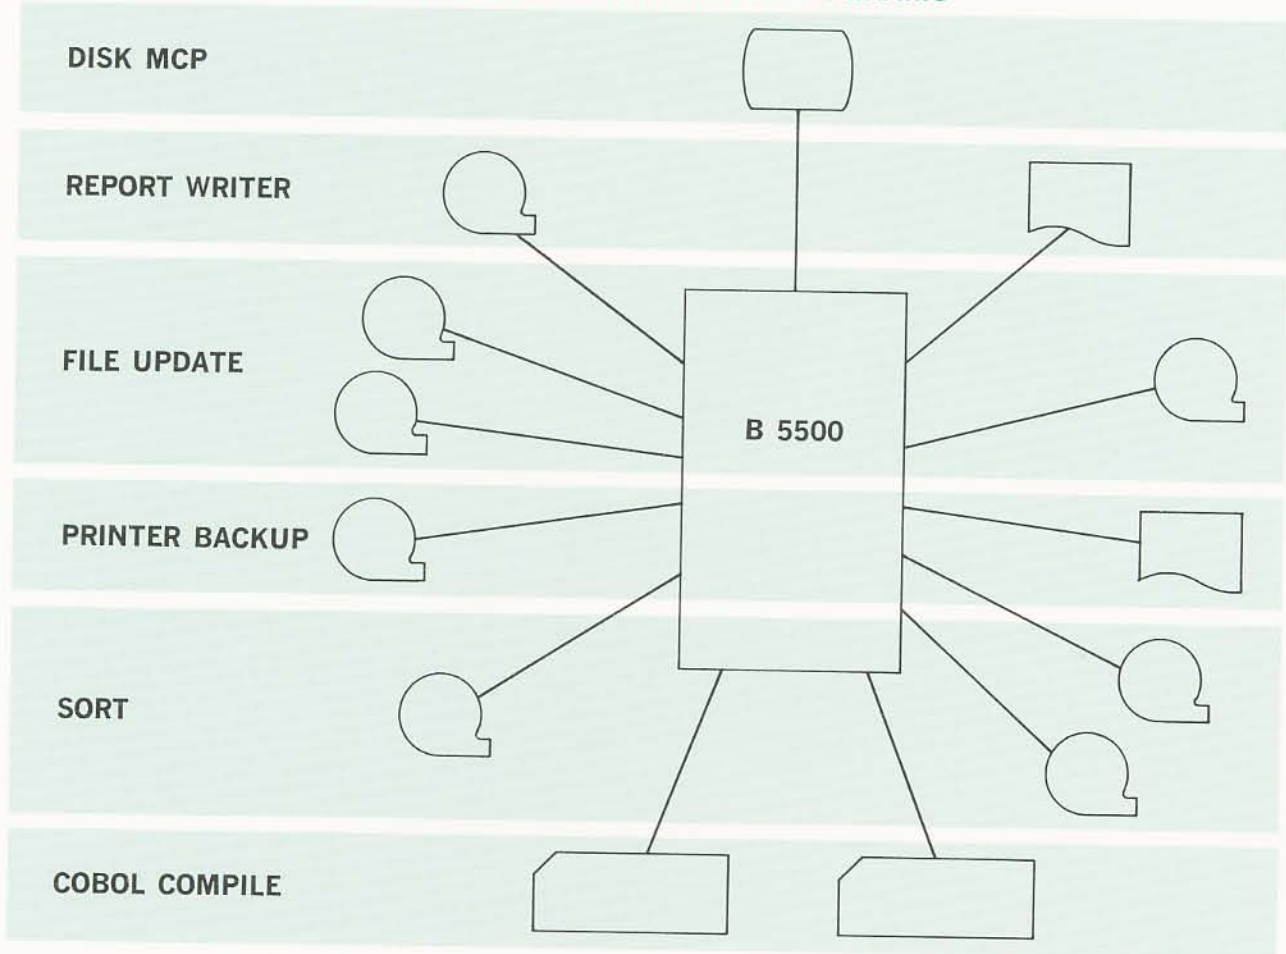 DISK MCP
REPORT WRITER
FILE UPDATE
B 5500
PRINTER BACKUP
SORT
COBOL COMPILE